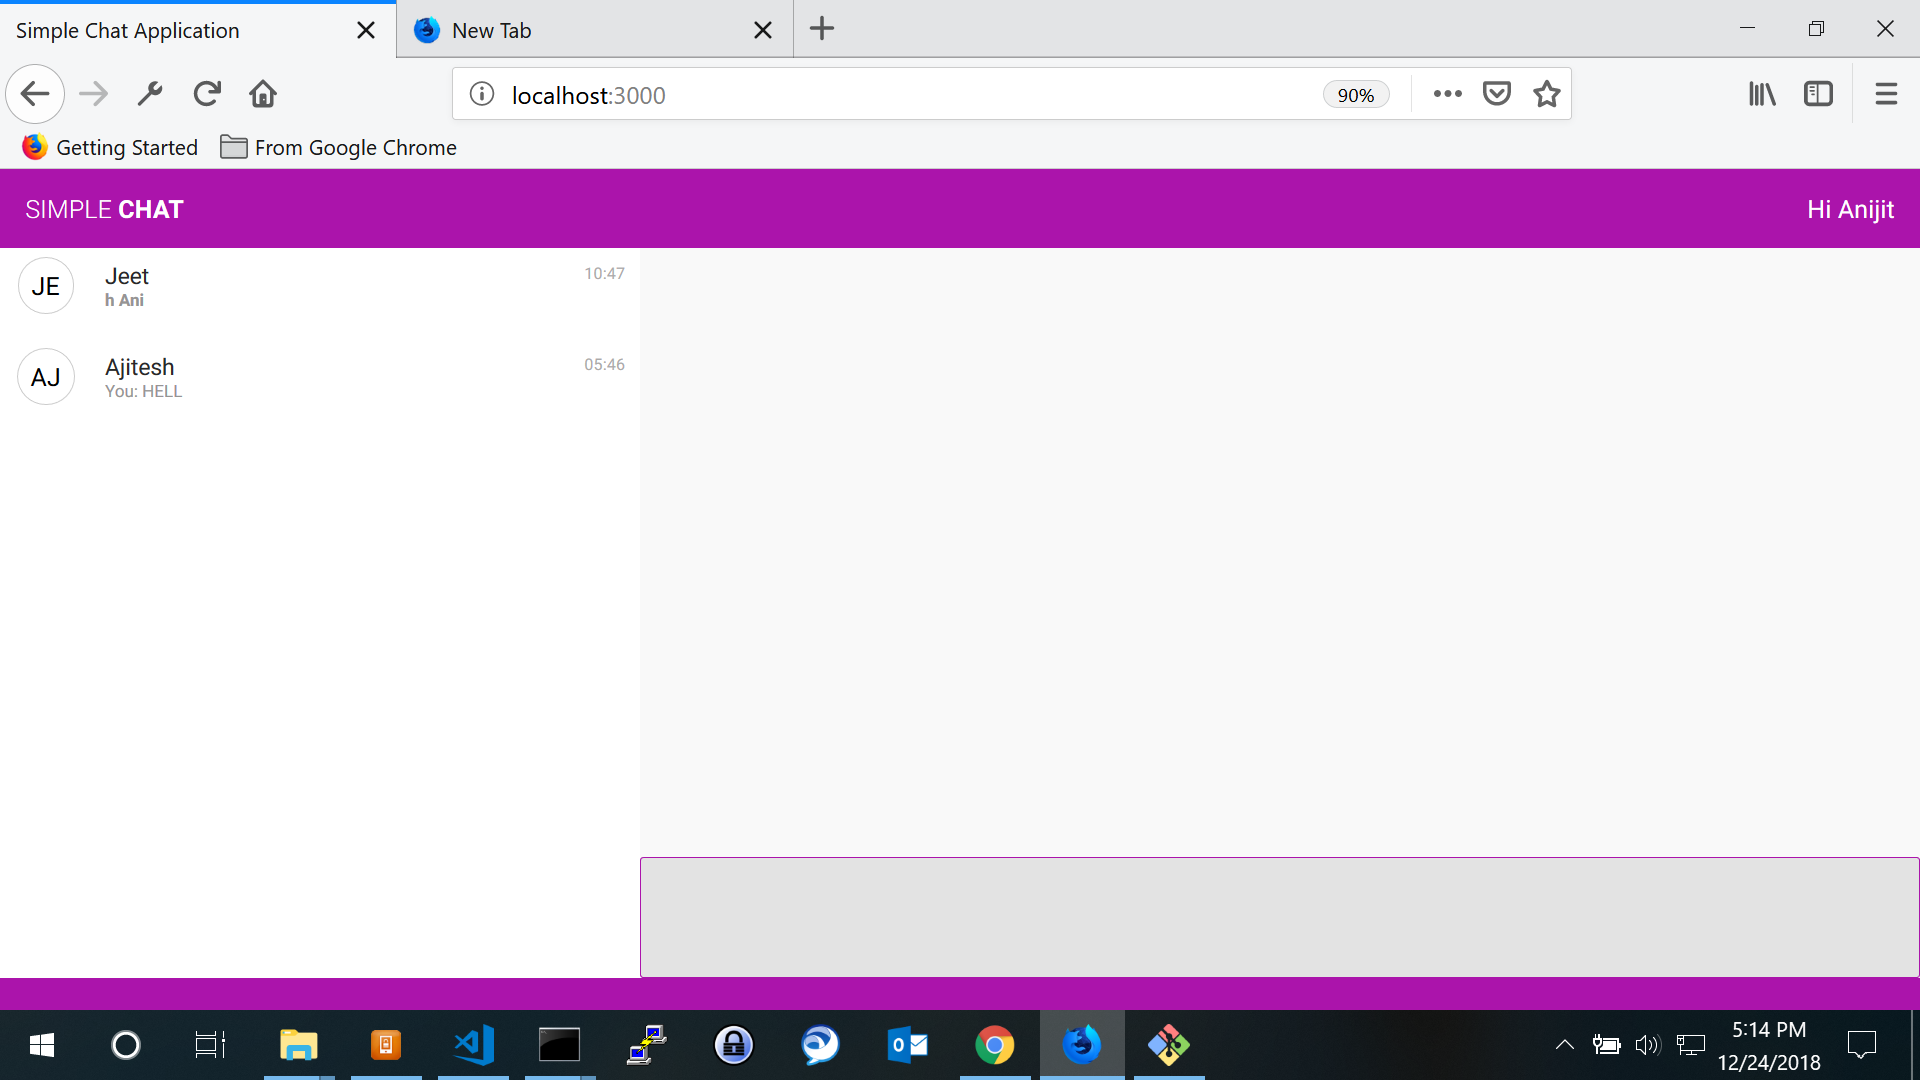 Simple Chat Application
New Tab
localhost:3000
90%
Getting Started
From Google Chrome
SIMPLE CHAT
Hi Anijit
JE
Jeet
10:47
h Ani
AJ
Ajitesh
05:46
You: HELL
5:14 PM
12/24/2018